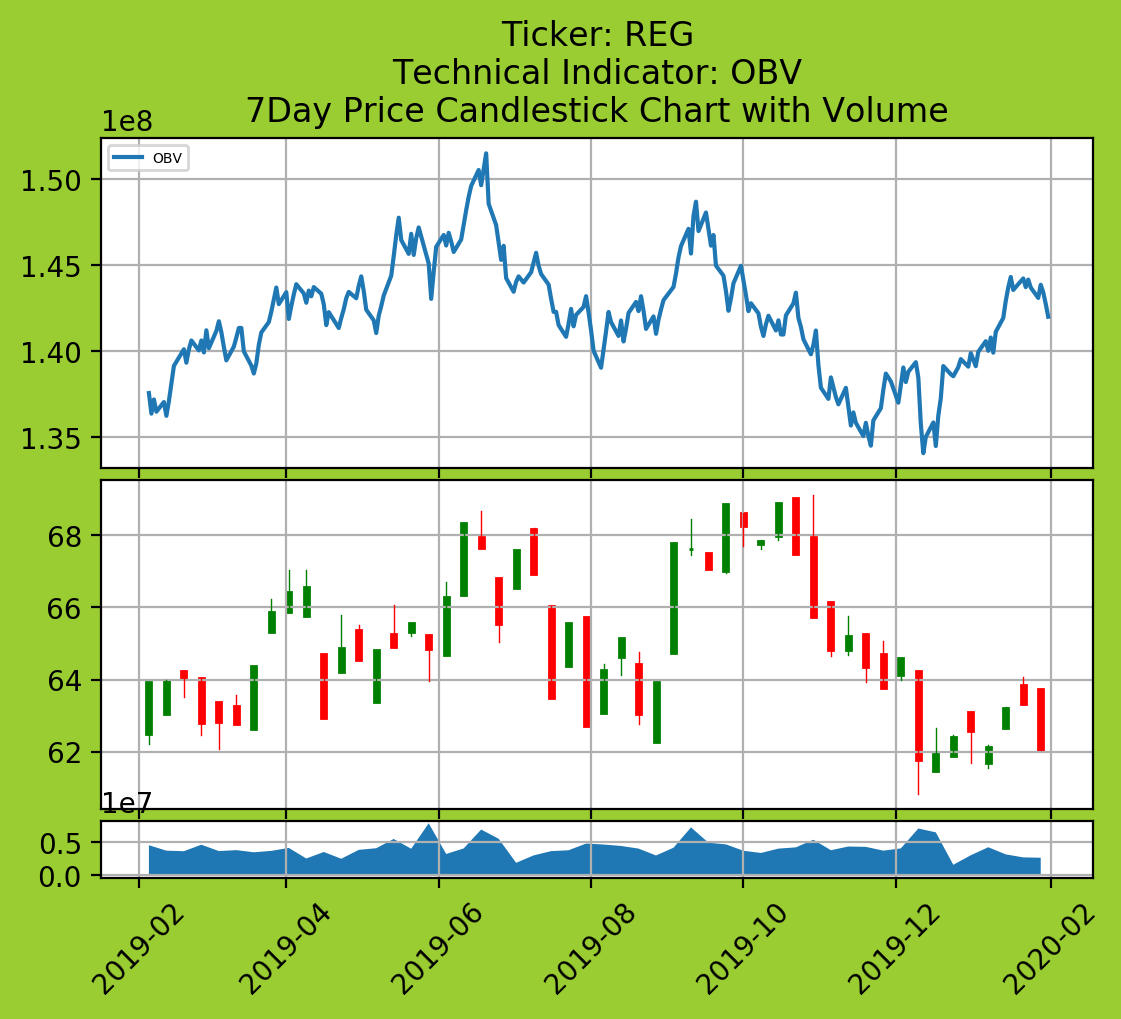 Ticker: REG
Technical Indicator: OBV
7Day Price Candlestick Chart with Volume
1e8
OBV
1.50
1.45
1.40
1.35
68
66
64
62
1e7
0.5
0.0
2019-02
2019-04
2019-06
2019-08
2019-10
2019-12
2020-02